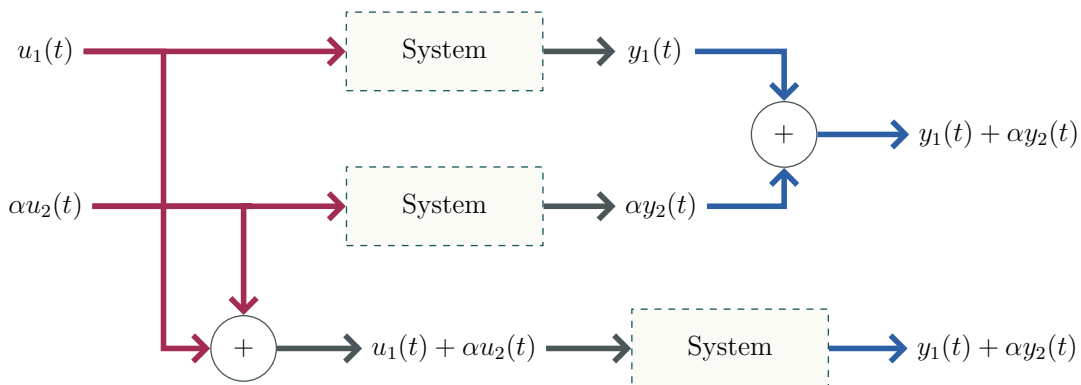 u₁(t)
System
y₁(t)
+
y₁(t) + αy₂(t)
αu₂(t)
System
αy₂(t)
+
u₁(t) + αu₂(t)
System
y₁(t) + αy₂(t)